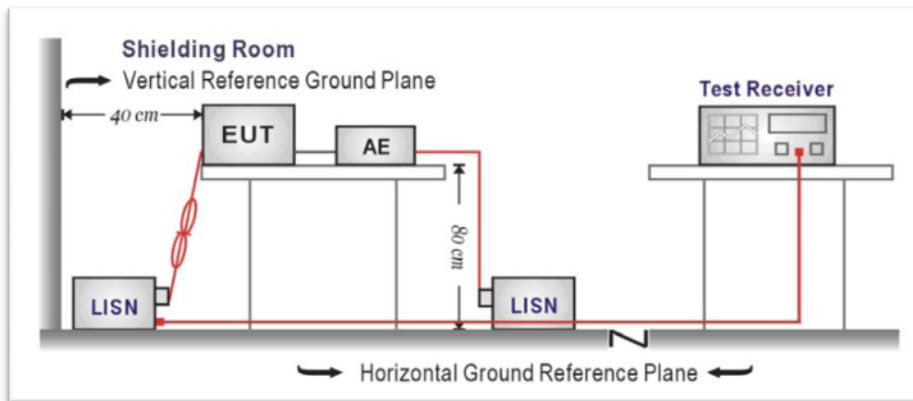 Shielding Room
Vertical Reference Ground Plane
Test Receiver
40 cm
EUT
AE
80 cm
LISN
LISN
Horizontal Ground Reference Plane